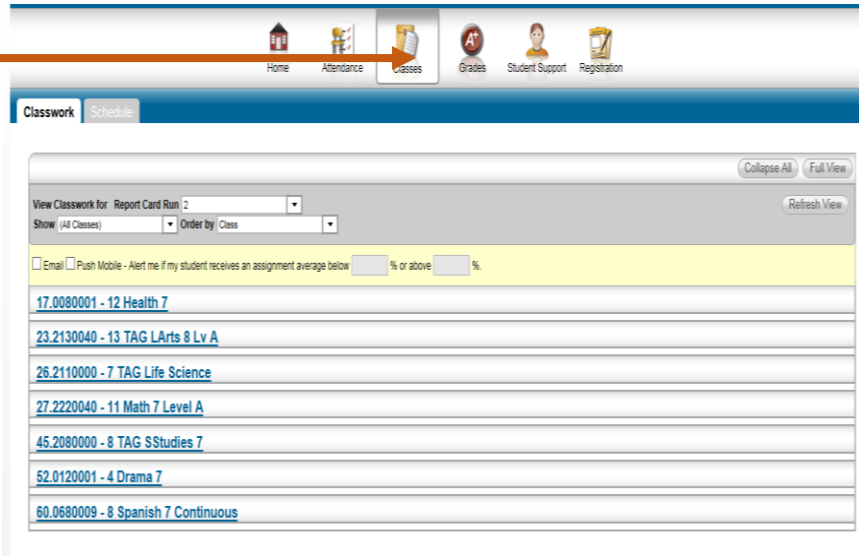 Home Attendance Classes Grades Student Support Registration
Classwork Schedule
Collapse All Full View
View Classwork for Report Card Run 2 Refresh View
Show (All Classes) Order by Class
Email Push Mobile - Alert me if my student receives an assignment average below % or above %.
17.0080001 - 12 Health 7
23.2130040 - 13 TAG LArts 8 Lv A
26.2110000 - 7 TAG Life Science
27.2220040 - 11 Math 7 Level A
45.2080000 - 8 TAG SStudies 7
52.0120001 - 4 Drama 7
60.0680009 - 8 Spanish 7 Continuous